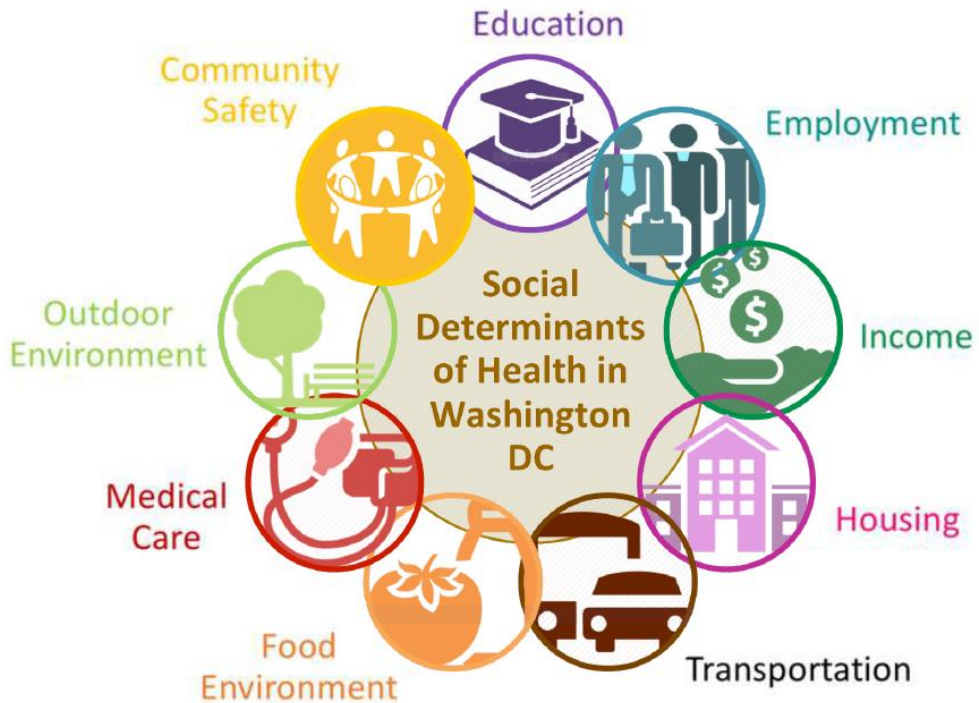 Education
Community
Safety
Employment
Outdoor
Environment
Social
Determinants
of Health in
Washington
DC
Income
Medical
Care
Housing
Food
Environment
Transportation
$
$
$